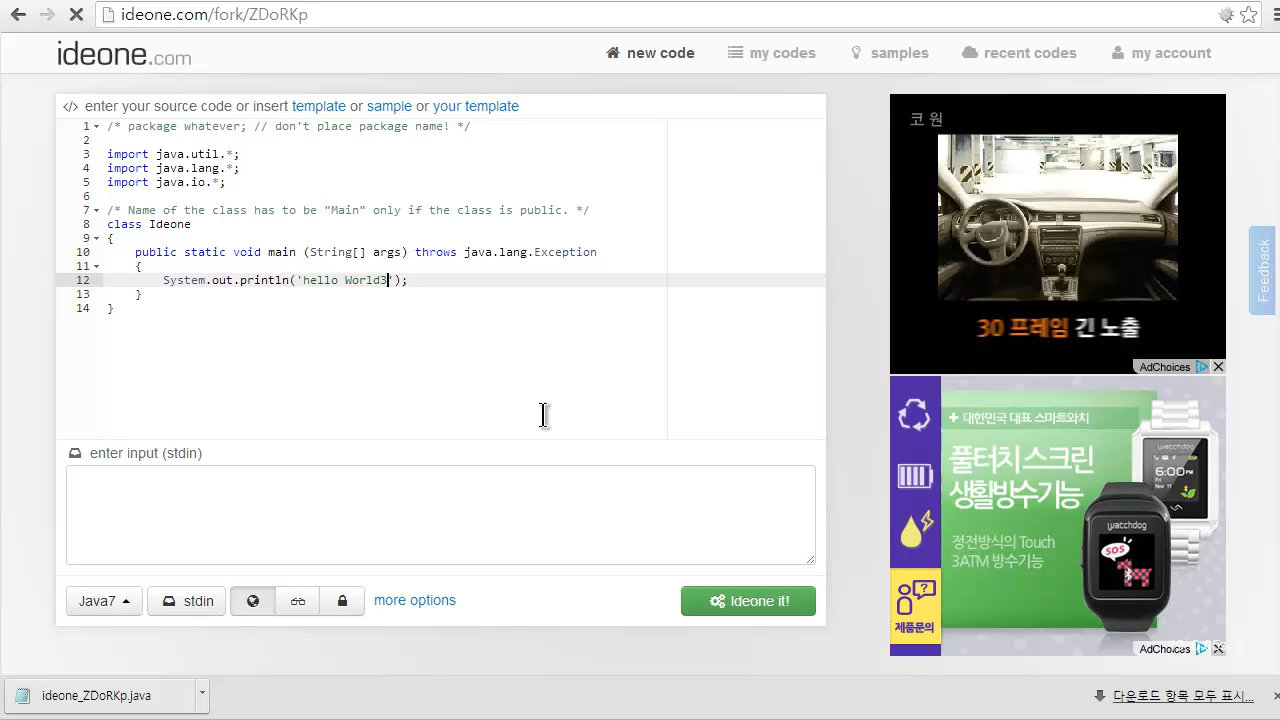 ideone.com/fork/ZDoRKp
ideone.com
new code
my codes
samples
recent codes
my account
</> enter your source code or insert template or sample or your template
1 /* package whatever; // don't place package name! */
2
3 import java.util.*;
4 import java.lang.*;
5 import java.io.*;
6
7 /* Name of the class has to be "Main" only if the class is public. */
8 class Ideone
9 {
10 public static void main (String[] args) throws java.lang.Exception
11 {
12 System.out.println('hello World3');
13 }
14 }
enter input (stdin)
Java7
stdin
more options
Ideone it!
코 원
30 프레임 긴 노출
AdChoices
Feedback
+ 대한민국 대표 스마트와치
풀터치 스크린
생활방수기능
정전방식의 Touch
3ATM 방수기능
제품문의
watchdog
6:00 PM
watchdog
SOS
AdChoices
ideone_ZDoRKp.java
다운로드 항목 모두 표시...